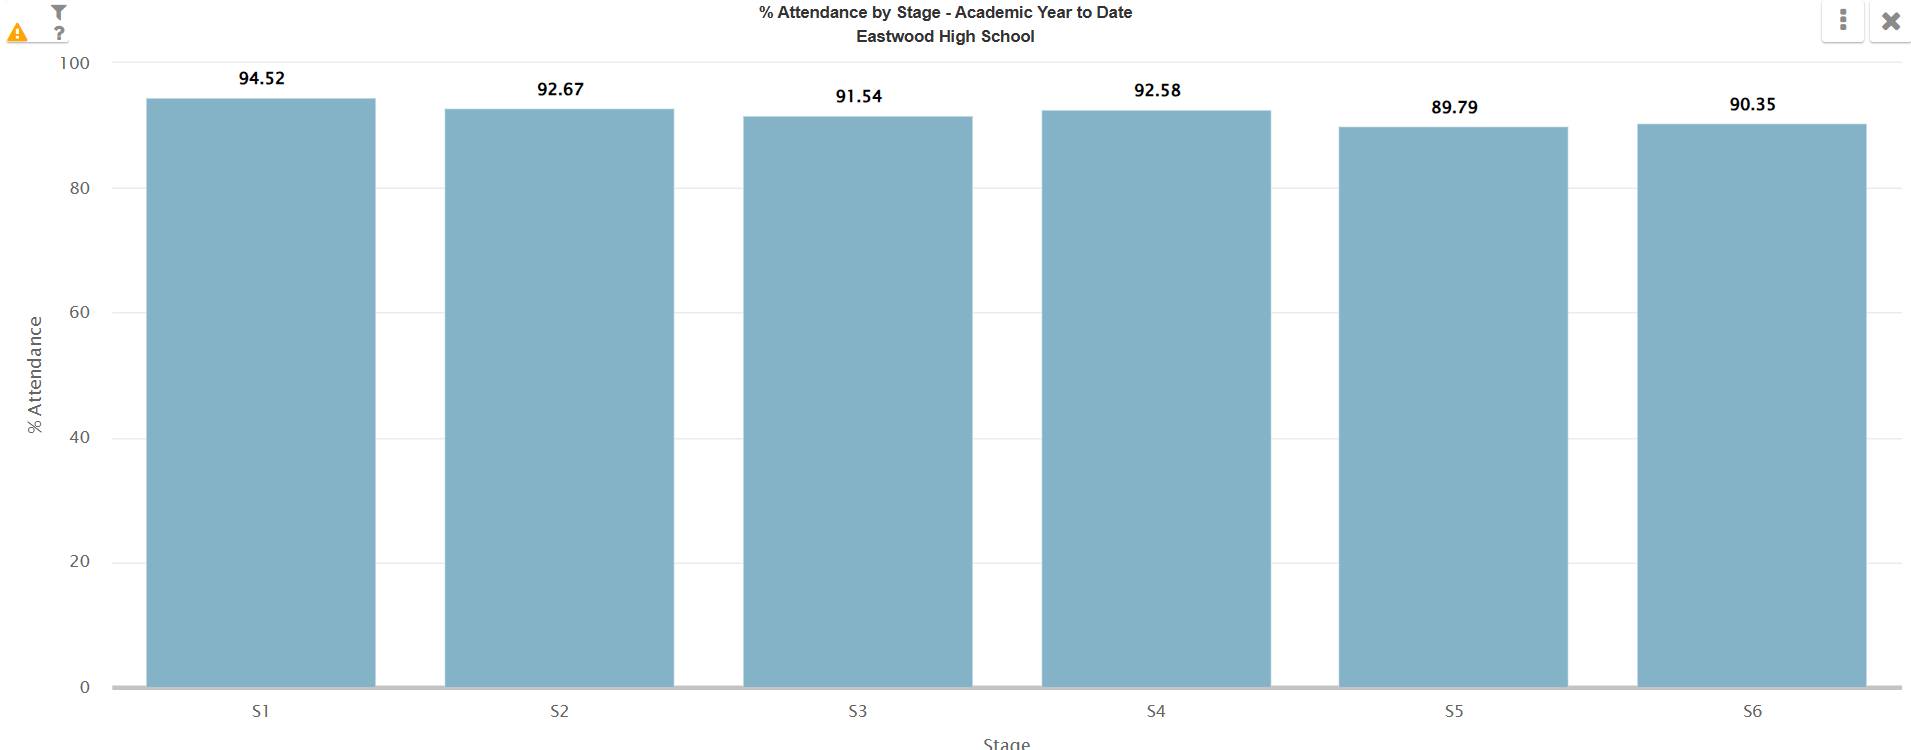 % Attendance by Stage - Academic Year to Date
Eastwood High School
?
100
80
60
40
20
0
% Attendance
94.52
92.67
91.54
92.58
89.79
90.35
S1
S2
S3
S4
S5
S6
Stage